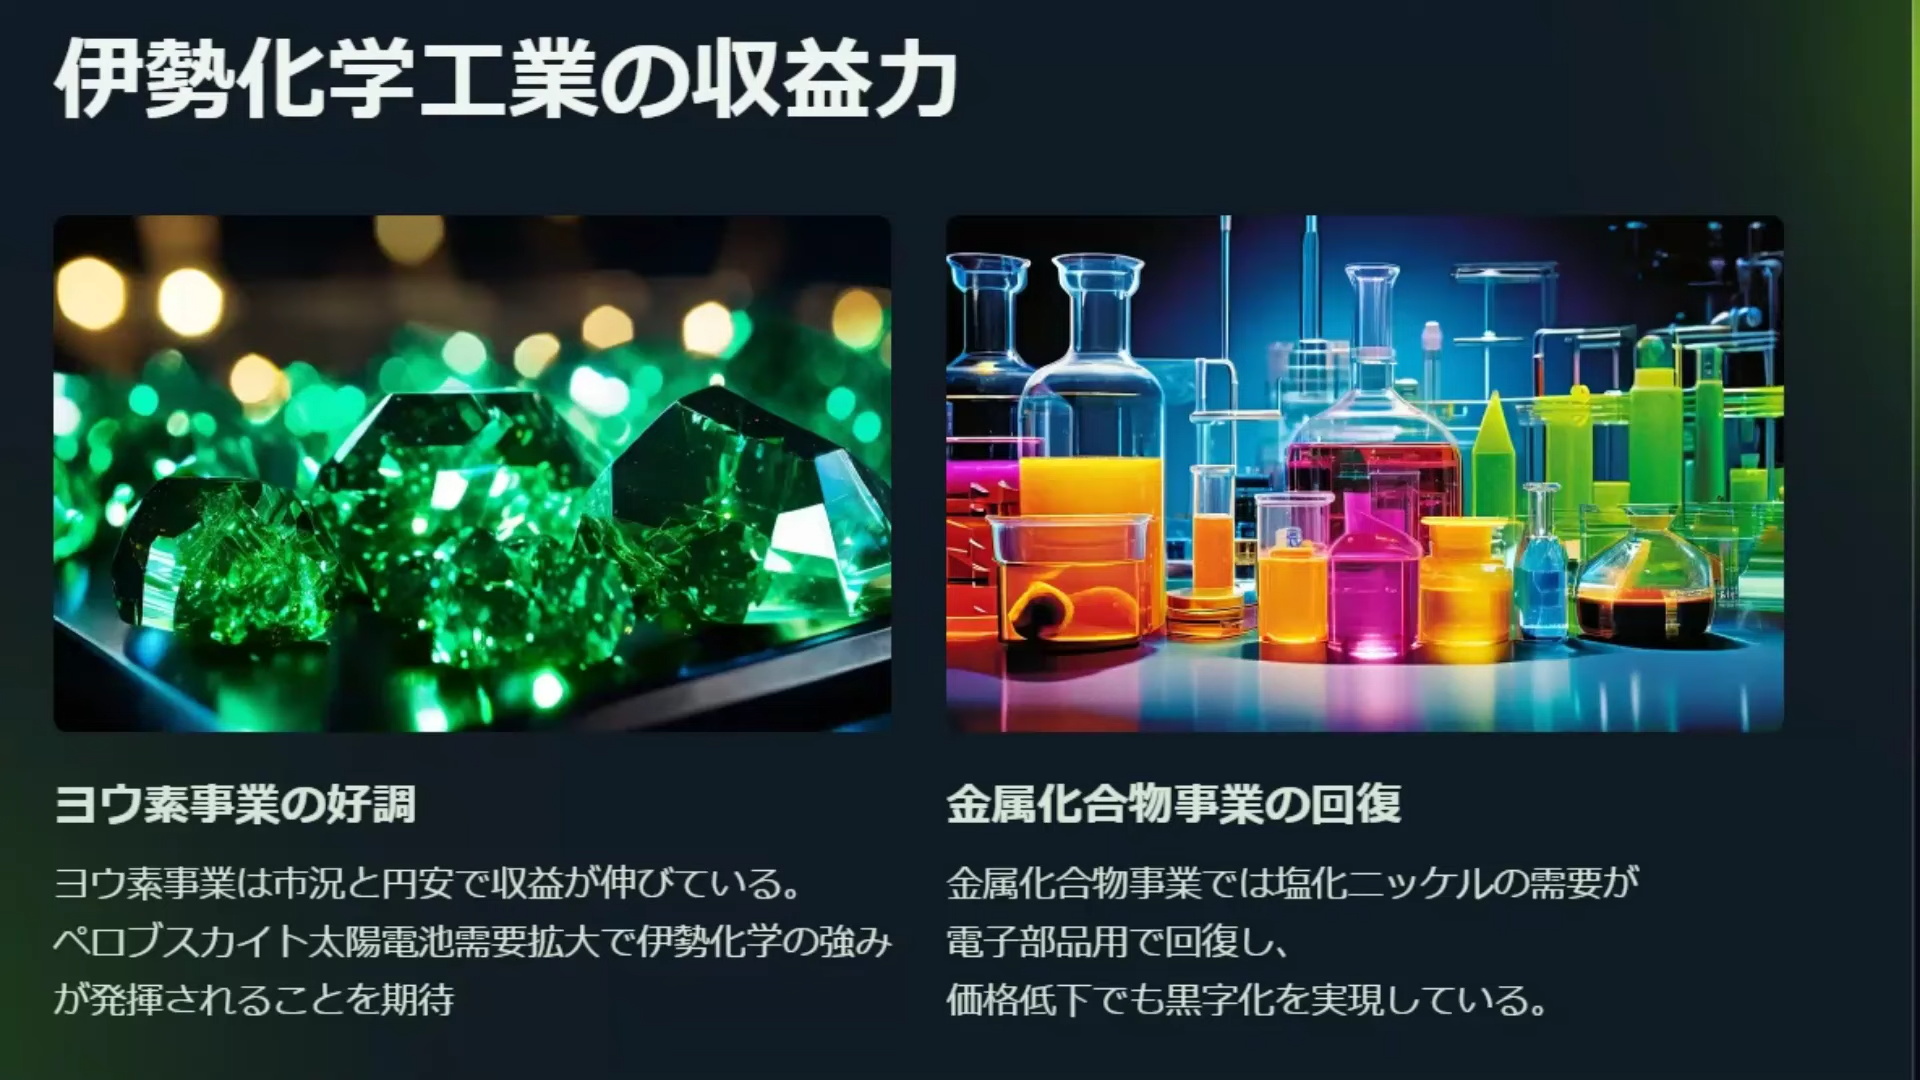 伊勢化学工業の収益力
ヨウ素事業の好調
ヨウ素事業は市況と円安で収益が伸びている。
ペロブスカイト太陽電池需要拡大で伊勢化学の強み
が発揮されることを期待
金属化合物事業の回復
金属化合物事業では塩化ニッケルの需要が
電子部品用で回復し、
価格低下でも黒字化を実現している。